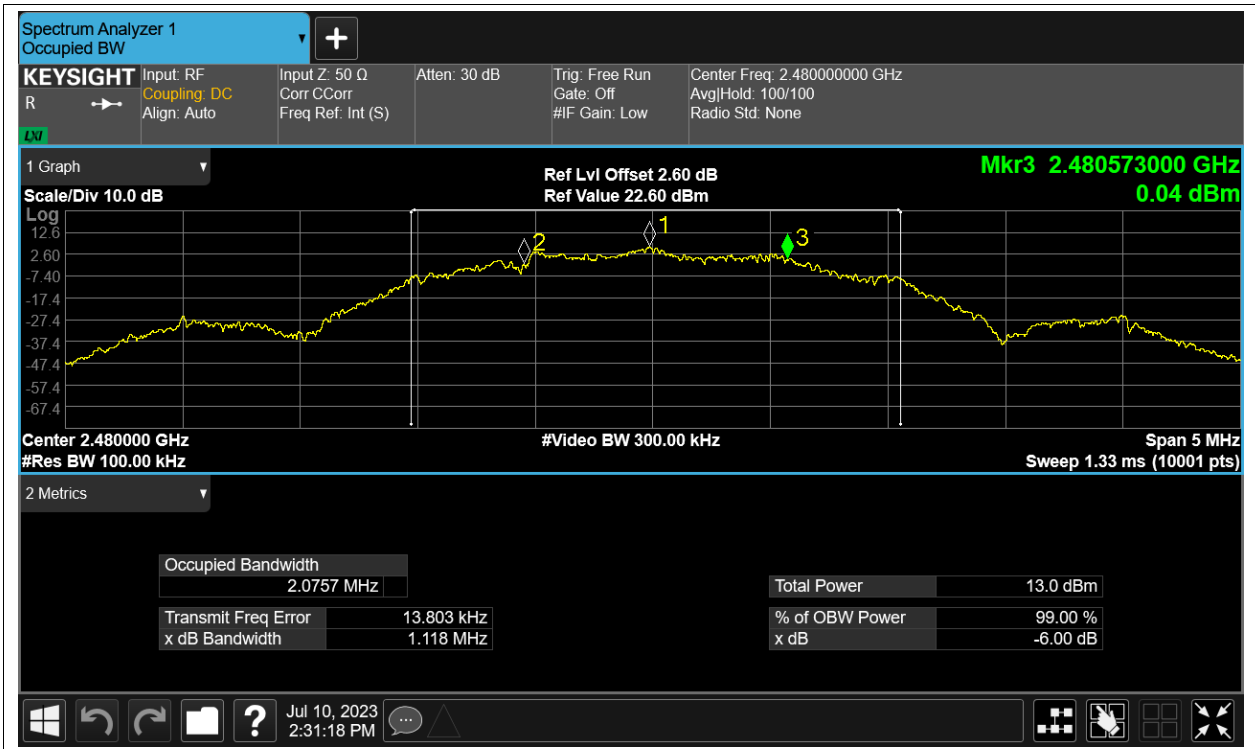 Spectrum Analyzer 1
Occupied BW
KEYSIGHT
R
LXI
Input: RF
Coupling: DC
Align: Auto
Input Z: 50 Ω
Corr CCorr
Freq Ref: Int (S)
Atten: 30 dB
Trig: Free Run
Gate: Off
#IF Gain: Low
Center Freq: 2.480000000 GHz
Avg|Hold: 100/100
Radio Std: None
1 Graph
Scale/Div 10.0 dB
Ref Lvl Offset 2.60 dB
Ref Value 22.60 dBm
Mkr3 2.480573000 GHz
0.04 dBm
Log
12.6
2.60
-7.40
-17.4
-27.4
-37.4
-47.4
-57.4
-67.4
2
1
3
Center 2.480000 GHz
#Res BW 100.00 kHz
#Video BW 300.00 kHz
Span 5 MHz
Sweep 1.33 ms (10001 pts)
2 Metrics
Occupied Bandwidth
2.0757 MHz
Transmit Freq Error 13.803 kHz
x dB Bandwidth 1.118 MHz
Total Power 13.0 dBm
% of OBW Power 99.00 %
x dB -6.00 dB
?
Jul 10, 2023
2:31:18 PM